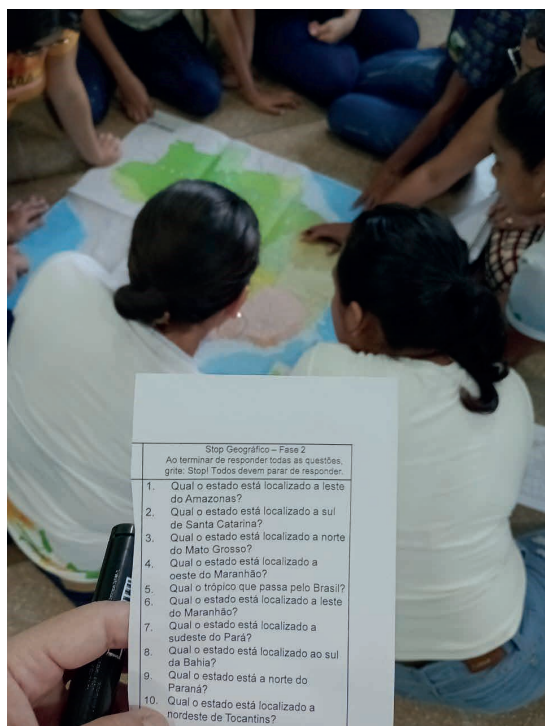 Stop Geográfico – Fase 2
Ao terminar de responder todas as questões,
grite: Stop! Todos devem parar de responder.
1. Qual o estado está localizado a leste
do Amazonas?
2. Qual o estado está localizado a sul
de Santa Catarina?
3. Qual o estado está localizado a norte
do Mato Grosso?
4. Qual o estado está localizado a
oeste do Maranhão?
5. Qual o trópico que passa pelo Brasil?
6. Qual o estado está localizado a leste
do Maranhão?
7. Qual o estado está localizado a
sudeste do Pará?
8. Qual o estado está localizado ao sul
da Bahia?
9. Qual o estado está a norte do
Paraná?
10. Qual o estado está localizado a
nordeste de Tocantins?